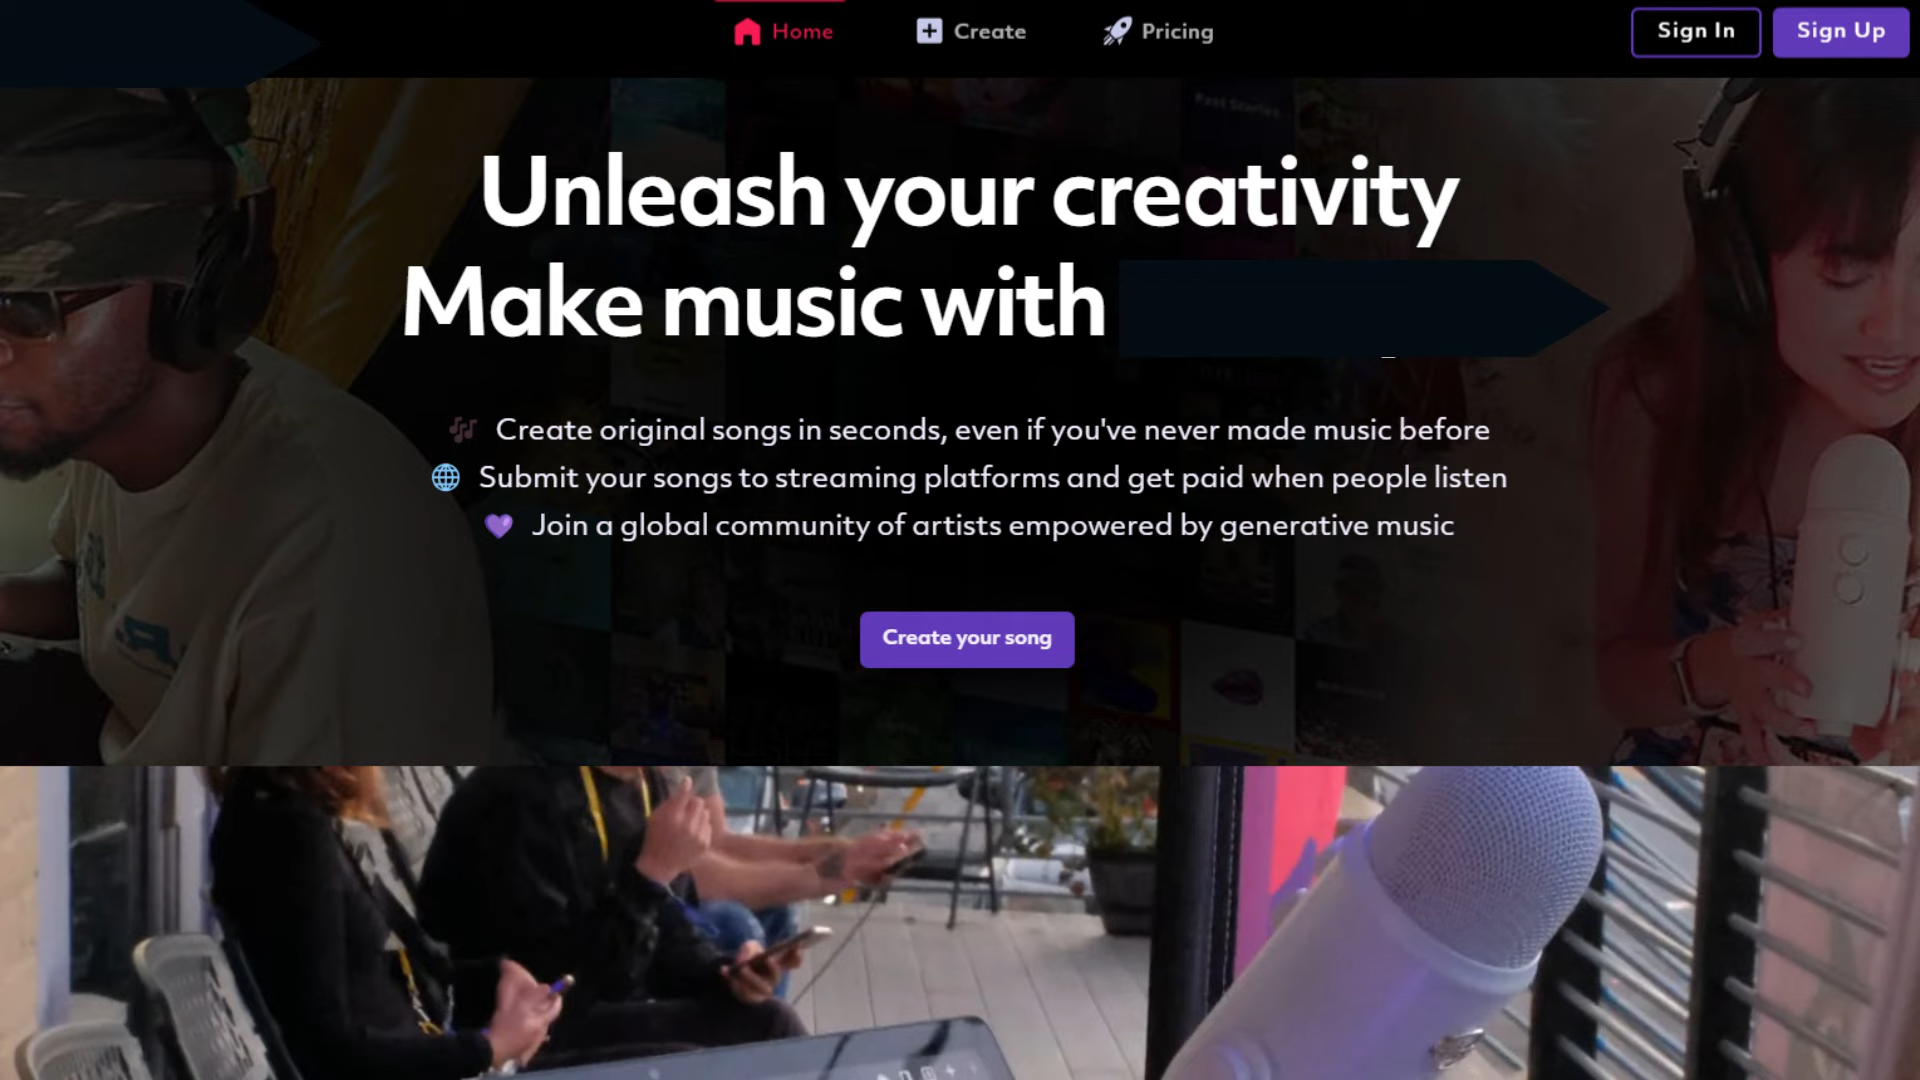 Home
Create
Pricing
Sign In
Sign Up
Unleash your creativity
Make music with
Create original songs in seconds, even if you've never made music before
Submit your songs to streaming platforms and get paid when people listen
Join a global community of artists empowered by generative music
Create your song